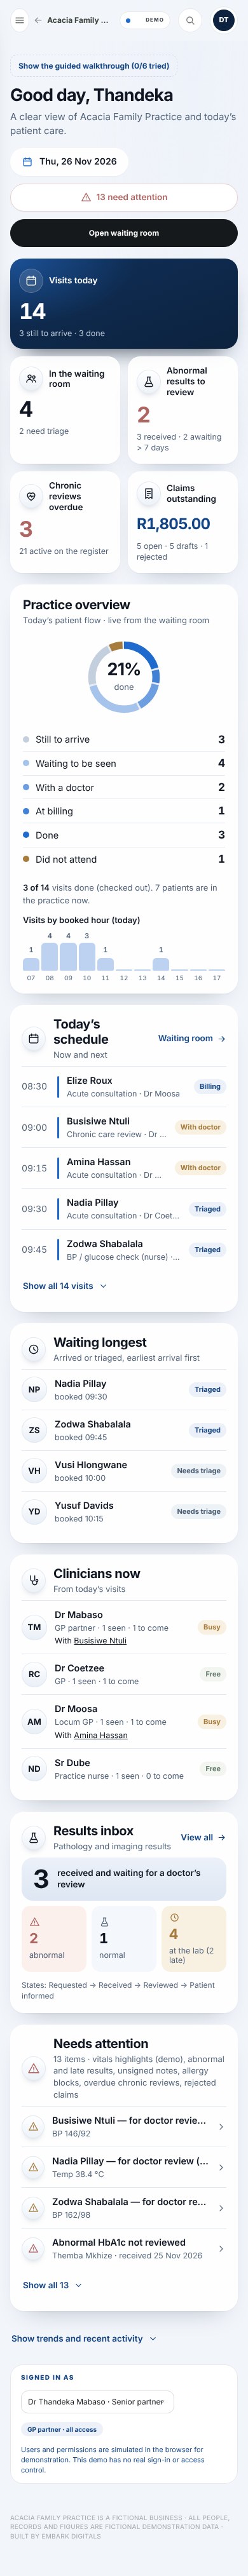 Acacia Family ...
DEMO
DT
Show the guided walkthrough (0/6 tried)
Good day, Thandeka
A clear view of Acacia Family Practice and today's
patient care.
Thu, 26 Nov 2026
13 need attention
Open waiting room
Visits today
14
3 still to arrive · 3 done
In the waiting
room
4
2 need triage
Abnormal
results to
review
2
3 received · 2 awaiting
> 7 days
Chronic
reviews
overdue
3
21 active on the register
Claims
outstanding
R1,805.00
5 open · 5 drafts · 1
rejected
Practice overview
Today's patient flow · live from the waiting room
21%
done
Still to arrive 3
Waiting to be seen 4
With a doctor 2
At billing 1
Done 3
Did not attend 1
3 of 14 visits done (checked out). 7 patients are in
the practice now.
Visits by booked hour (today)
1 4 4 3 1 1
07 08 09 10 11 12 13 14 15 16 17
Today's
schedule
Waiting room →
Now and next
08:30 Elize Roux
Acute consultation · Dr Moosa
Billing
09:00 Busisiwe Ntuli
Chronic care review · Dr ...
With doctor
09:15 Amina Hassan
Acute consultation · Dr ...
With doctor
09:30 Nadia Pillay
Acute consultation · Dr Coet...
Triaged
09:45 Zodwa Shabalala
BP / glucose check (nurse) ·...
Triaged
Show all 14 visits
Waiting longest
Arrived or triaged, earliest arrival first
NP Nadia Pillay
booked 09:30
Triaged
ZS Zodwa Shabalala
booked 09:45
Triaged
VH Vusi Hlongwane
booked 10:00
Needs triage
YD Yusuf Davids
booked 10:15
Needs triage
Clinicians now
From today's visits
TM Dr Mabaso
GP partner · 1 seen · 1 to come
With Busisiwe Ntuli
Busy
RC Dr Coetzee
GP · 1 seen · 1 to come
Free
AM Dr Moosa
Locum GP · 1 seen · 1 to come
With Amina Hassan
Busy
ND Sr Dube
Practice nurse · 1 seen · 0 to come
Free
Results inbox
View all →
Pathology and imaging results
3 received and waiting for a doctor's
review
2
abnormal
1
normal
4
at the lab (2
late)
States: Requested → Received → Reviewed → Patient
informed
Needs attention
13 items · vitals highlights (demo), abnormal
and late results, unsigned notes, allergy
blocks, overdue chronic reviews, rejected
claims
Busisiwe Ntuli — for doctor revie...
BP 146/92
Nadia Pillay — for doctor review (...
Temp 38.4 °C
Zodwa Shabalala — for doctor re...
BP 162/98
Abnormal HbA1c not reviewed
Themba Mkhize · received 25 Nov 2026
Show all 13
Show trends and recent activity
SIGNED IN AS
Dr Thandeka Mabaso · Senior partner
GP partner · all access
Users and permissions are simulated in the browser for
demonstration. This demo has no real sign-in or access
control.
ACACIA FAMILY PRACTICE IS A FICTIONAL BUSINESS · ALL PEOPLE,
RECORDS AND FIGURES ARE FICTIONAL DEMONSTRATION DATA ·
BUILT BY EMBARK DIGITALS